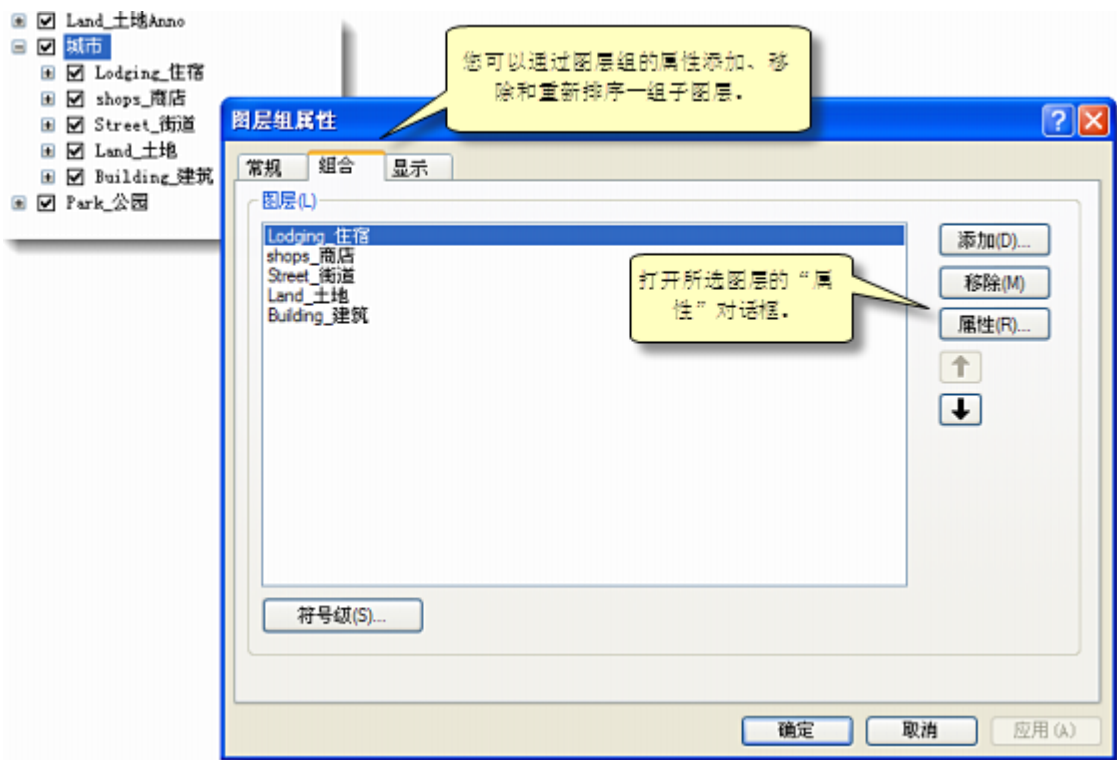 Land_土地Anno
城市
Lodging_住宿
shops_商店
Street_街道
Land_土地
Building_建筑
Park_公园
您可以通过图层组的属性添加、移
除和重新排序一组子图层.
图层组属性
常规
组合
显示
图层(L)
Lodging_住宿
shops_商店
Street_街道
Land_土地
Building_建筑
打开所选图层的“属
性”对话框.
添加(D)...
移除(M)
属性(R)...
符号级(S)...
确定
取消
应用(A)